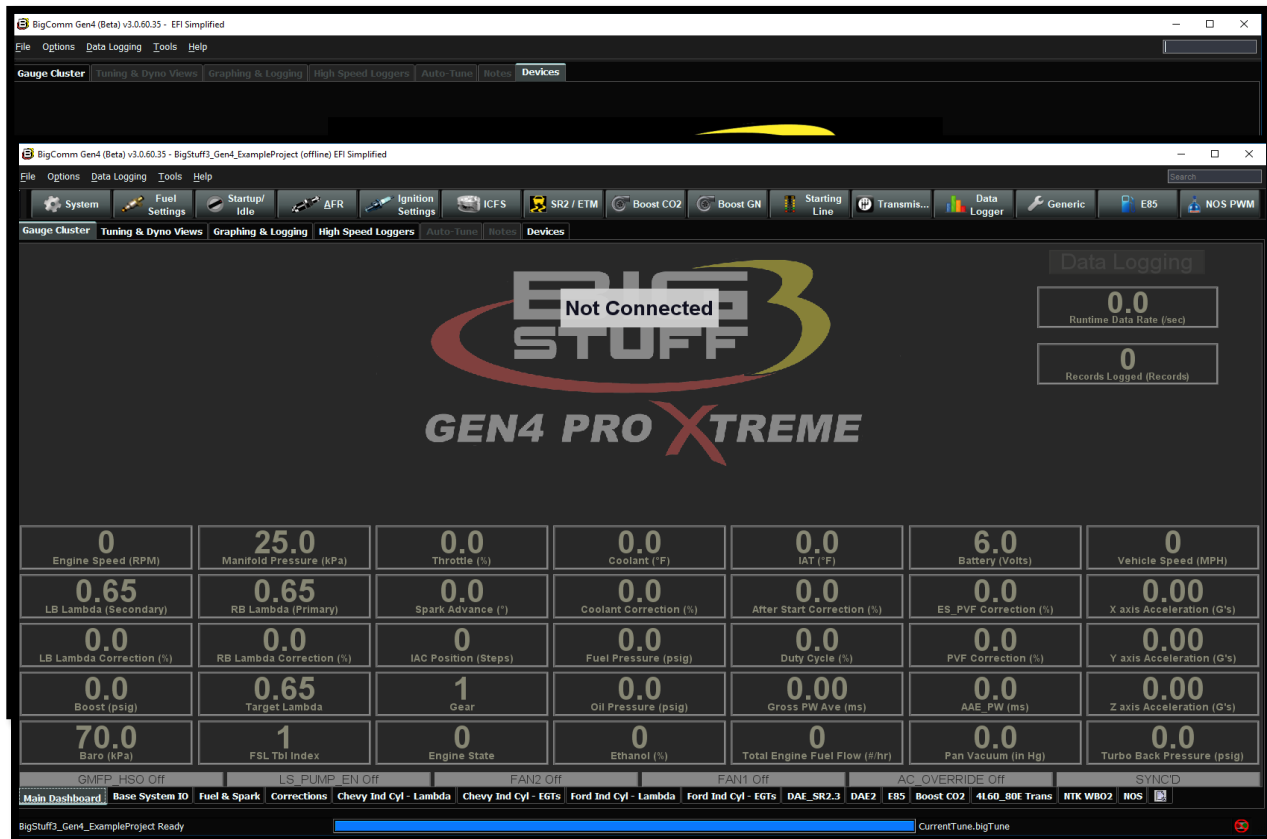 BigComm Gen4 (Beta) v3.0.60.35 - EFI Simplified
File Options Data Logging Tools Help
Gauge Cluster Tuning & Dyno Views Graphing & Logging High Speed Loggers Auto-Tune Notes Devices
BigComm Gen4 (Beta) v3.0.60.35 - BigStuff3_Gen4_ExampleProject (offline) EFI Simplified
File Options Data Logging Tools Help Search
System Fuel Settings Startup/ Idle AFR Ignition Settings ICFS SR2 / ETM Boost CO2 Boost GN Starting Line Transmis... Data Logger Generic E85 NOS PWM
Gauge Cluster Tuning & Dyno Views Graphing & Logging High Speed Loggers Auto-Tune Notes Devices
Data Logging
BIG
Not Connected
STUFF 3
GEN4 PRO XTREME
0.0
Runtime Data Rate (/sec)
0
Records Logged (Records)
0 25.0 0.0 0.0 0.0 6.0 0
Engine Speed (RPM) Manifold Pressure (kPa) Throttle (%) Coolant (°F) IAT (°F) Battery (Volts) Vehicle Speed (MPH)
0.65 0.65 0.0 0.0 0.0 0.0 0.00
LB Lambda (Secondary) RB Lambda (Primary) Spark Advance (°) Coolant Correction (%) After Start Correction (%) ES_PVF Correction (%) X axis Acceleration (G's)
0.0 0.0 0 0.0 0.0 0.0 0.00
LB Lambda Correction (%) RB Lambda Correction (%) IAC Position (Steps) Fuel Pressure (psig) Duty Cycle (%) PVF Correction (%) Y axis Acceleration (G's)
0.0 0.65 1 0.0 0.00 0.0 0.00
Boost (psig) Target Lambda Gear Oil Pressure (psig) Gross PW Ave (ms) AAE_PW (ms) Z axis Acceleration (G's)
70.0 1 0 0 0 0.0 0.0
Baro (kPa) FSL Tbl Index Engine State Ethanol (%) Total Engine Fuel Flow (#/hr) Pan Vacuum (in Hg) Turbo Back Pressure (psig)
GMFP_HSO Off LS_PUMP_EN Off FAN2 Off FAN1 Off AC_OVERRIDE Off SYNC'D
Main Dashboard Base System IO Fuel & Spark Corrections Chevy Ind Cyl - Lambda Chevy Ind Cyl - EGTs Ford Ind Cyl - Lambda Ford Ind Cyl - EGTs DAE_SR2.3 DAE2 E85 Boost CO2 4L60_80E Trans NTK WBO2 NOS
BigStuff3_Gen4_ExampleProject Ready CurrentTune.bigTune